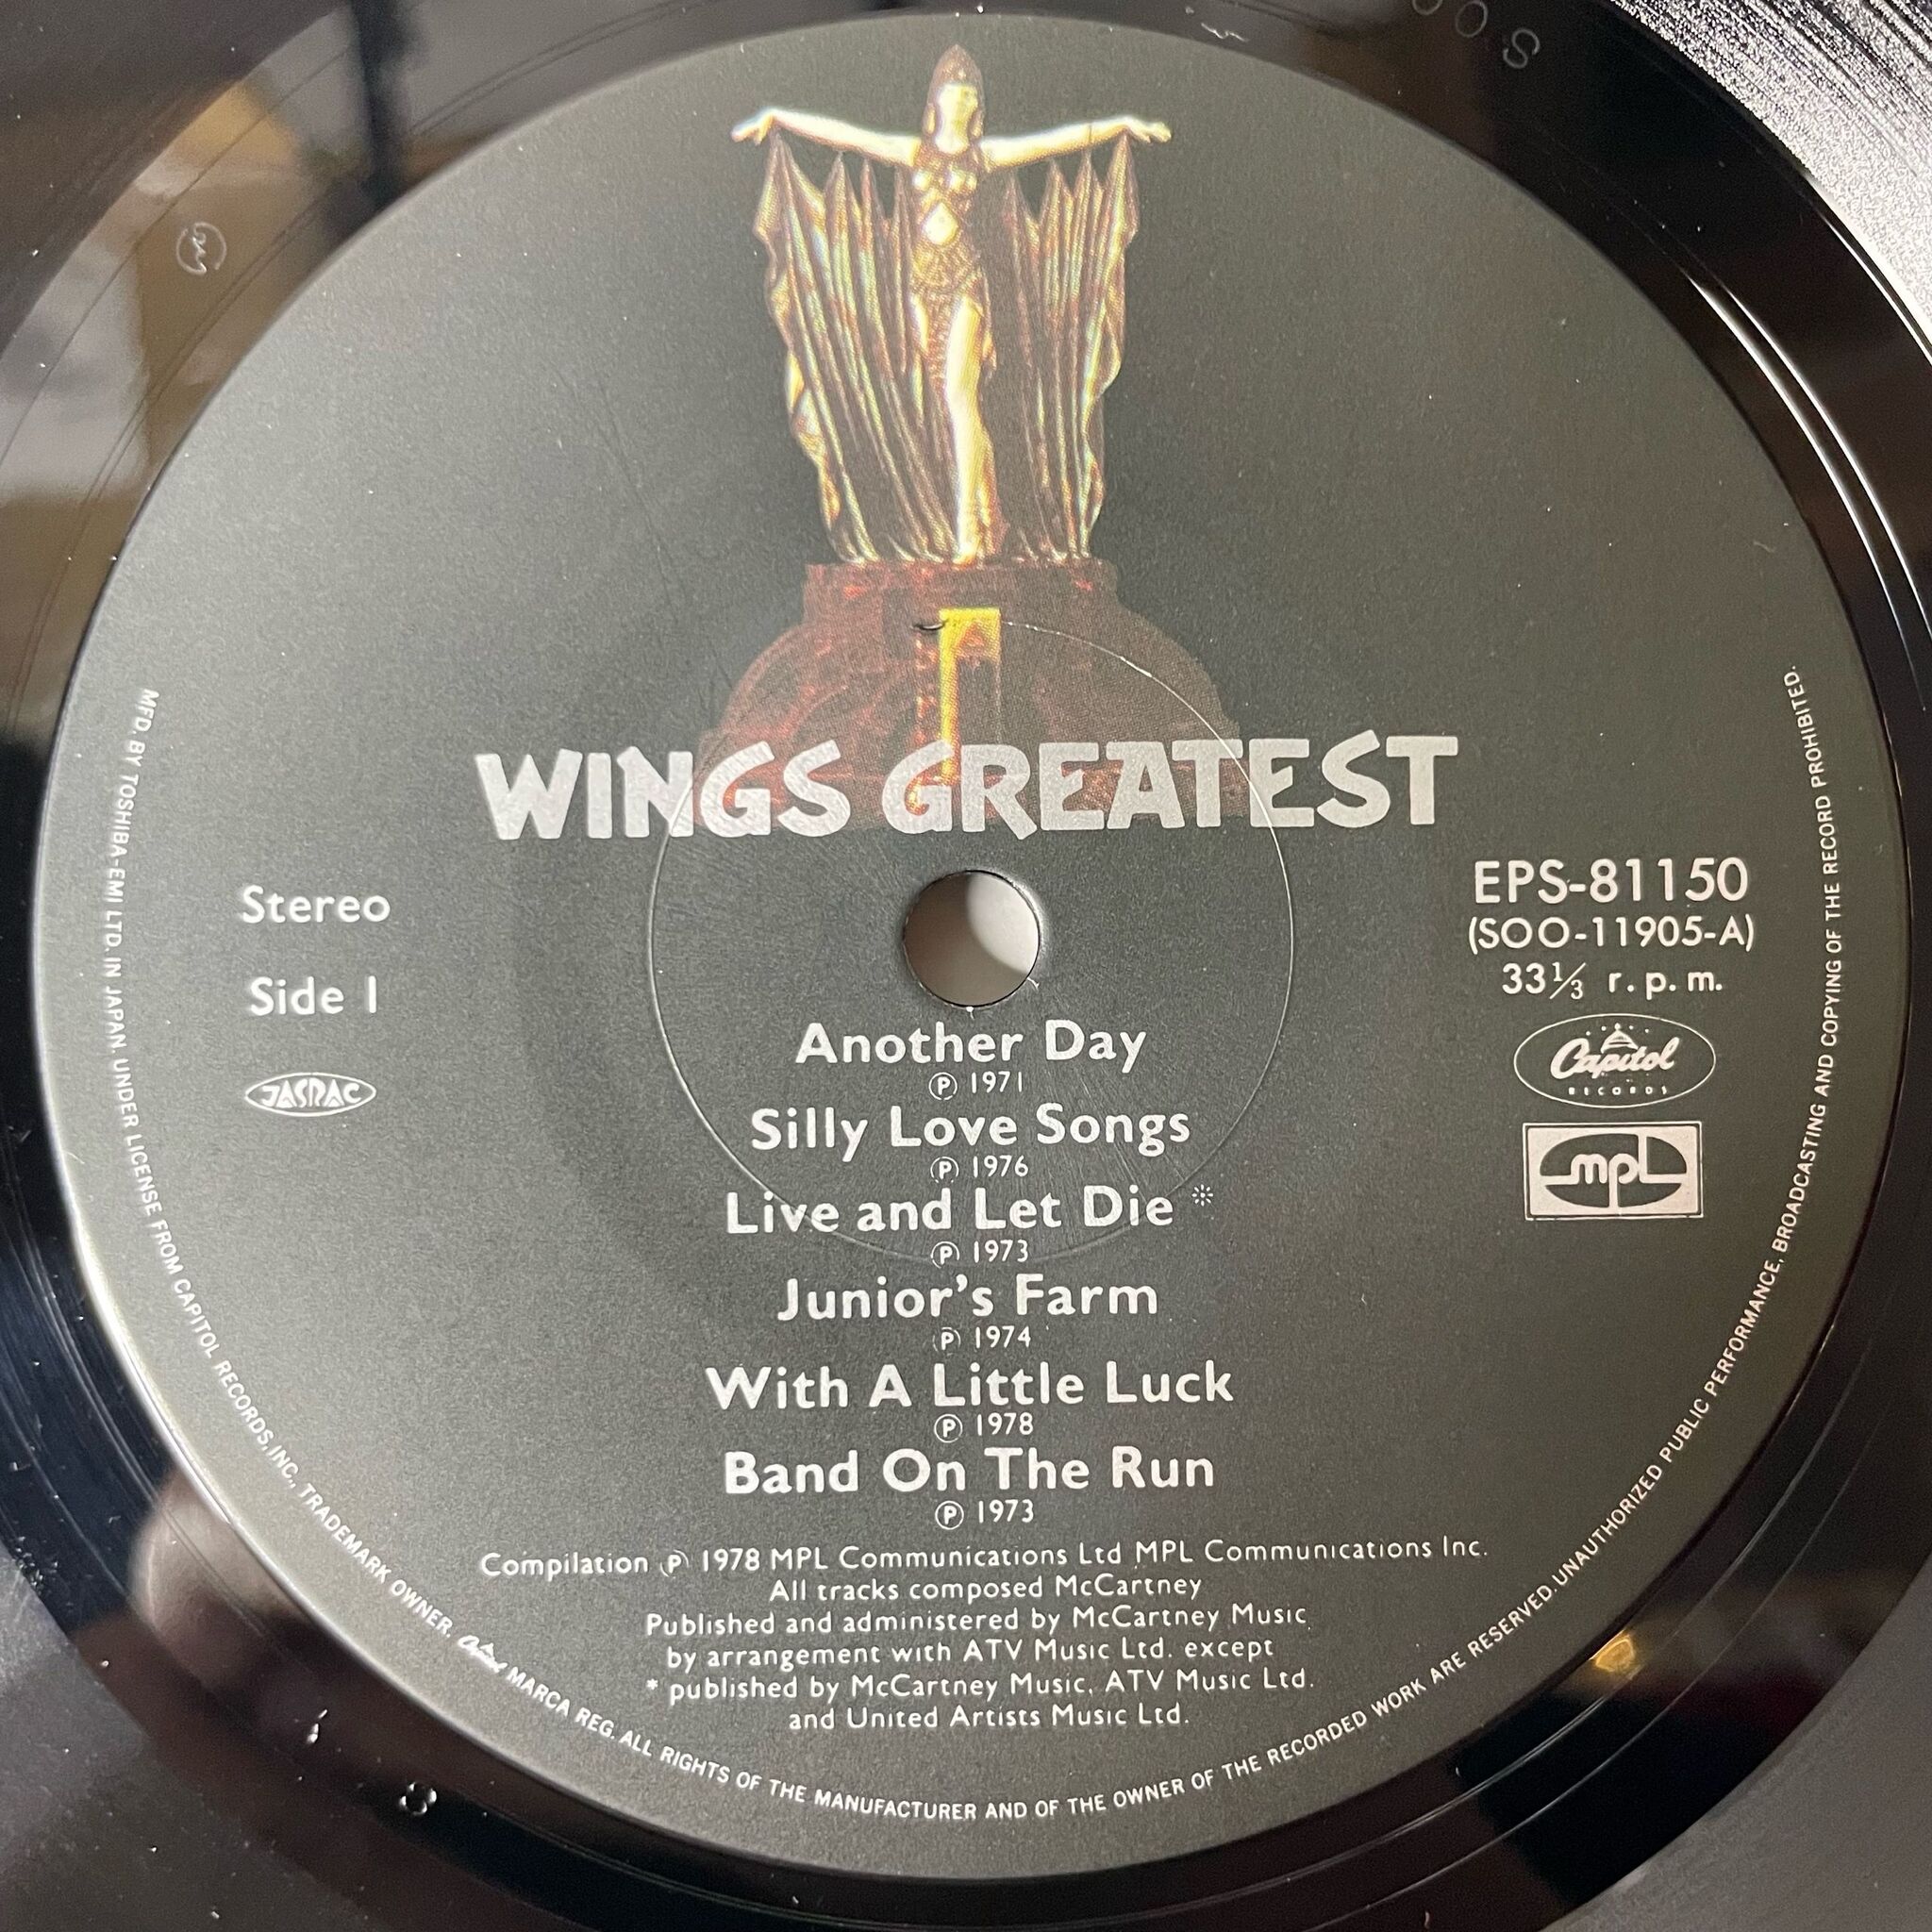 WINGS GREATEST
Stereo
Side 1
JASRAC
EPS-81150
(SOO-11905-A)
33⅓ r.p.m.
Capitol
RECORDS
mpl
Another Day
℗ 1971
Silly Love Songs
℗ 1976
Live and Let Die *
℗ 1973
Junior's Farm
℗ 1974
With A Little Luck
℗ 1978
Band On The Run
℗ 1973
Compilation ℗ 1978 MPL Communications Ltd MPL Communications Inc.
All tracks composed McCartney
Published and administered by McCartney Music
by arrangement with ATV Music Ltd. except
* published by McCartney Music, ATV Music Ltd.
and United Artists Music Ltd.
MFD. BY TOSHIBA-EMI LTD. IN JAPAN. UNDER LICENSE FROM CAPITOL RECORDS, INC., TRADEMARK OWNER, Capitol MARCA REG. ALL RIGHTS OF THE MANUFACTURER AND OF THE OWNER OF THE RECORDED WORK ARE RESERVED. UNAUTHORIZED PUBLIC PERFORMANCE, BROADCASTING AND COPYING OF THE RECORD PROHIBITED.